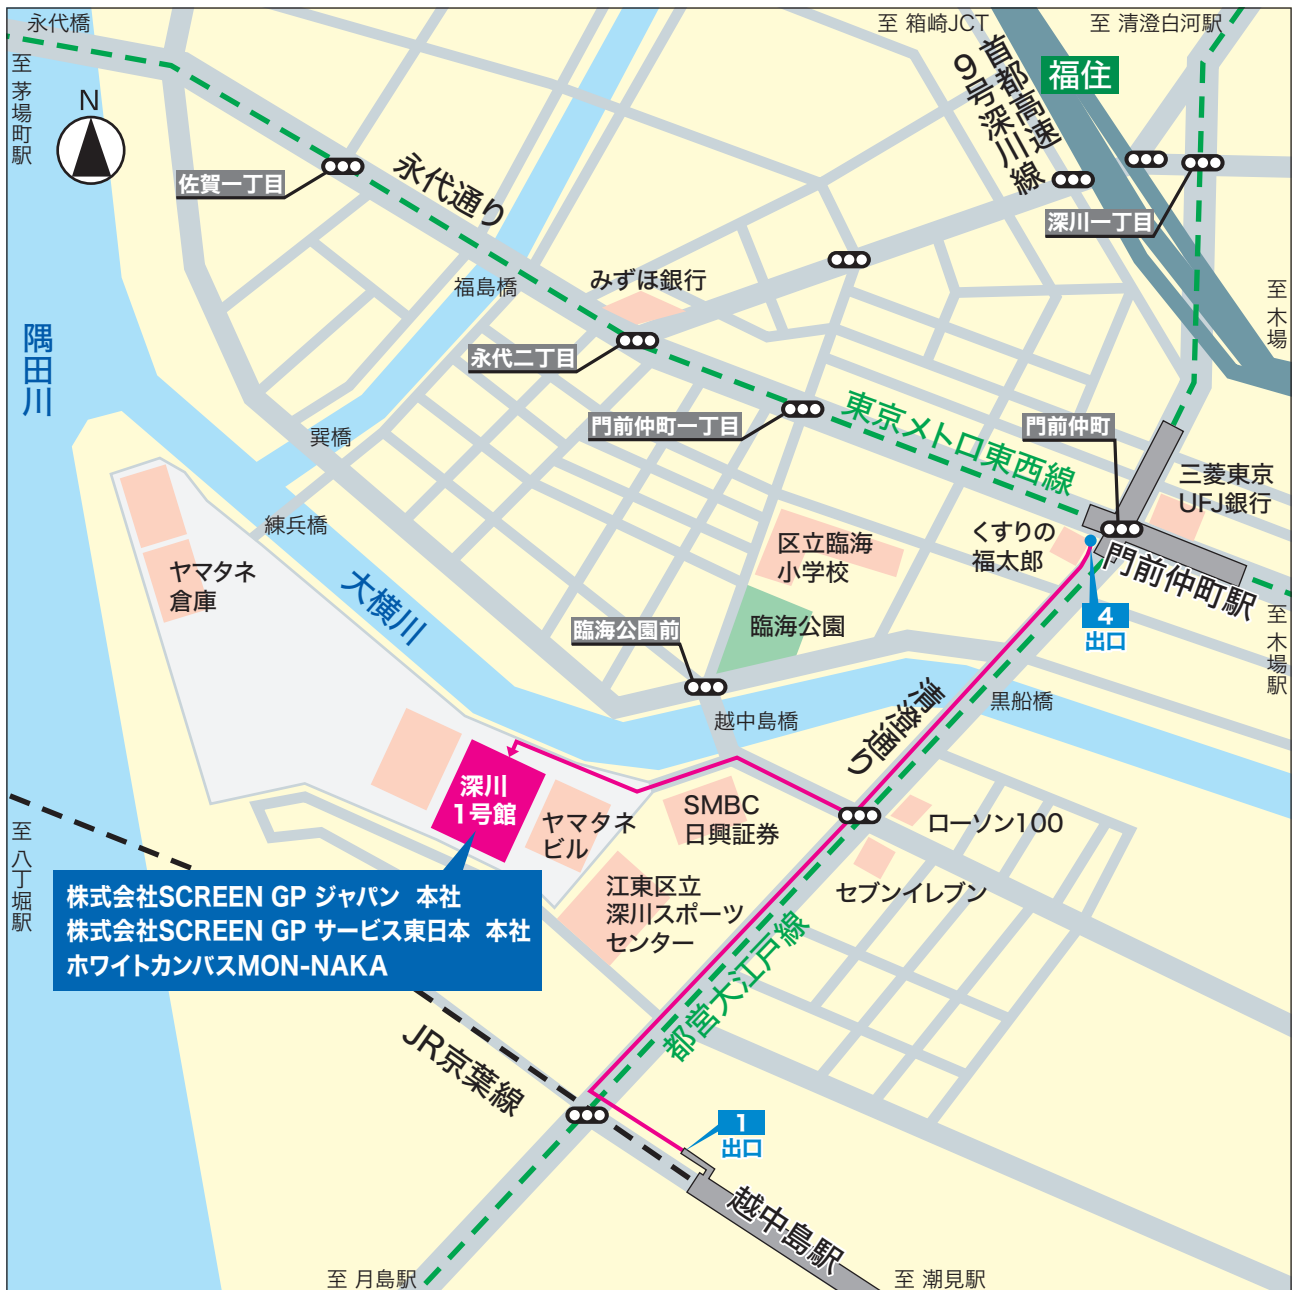 永代橋
至 箱崎JCT
至 清澄白河駅
至 茅場町駅
N
首都高速
9号深川線
福住
佐賀一丁目
永代通り
深川一丁目
福島橋
みずほ銀行
至 木場
隅田川
永代二丁目
門前仲町一丁目
東京メトロ東西線
門前仲町
巽橋
三菱東京
UFJ銀行
練兵橋
くすりの
福太郎
区立臨海
小学校
門前仲町駅
ヤマタネ
倉庫
大横川
4
出口
至 木場駅
臨海公園前
臨海公園
清澄通り
黒船橋
越中島橋
深川
1号館
ヤマタネ
ビル
SMBC
日興証券
ローソン100
至 八丁堀駅
セブンイレブン
株式会社SCREEN GP ジャパン 本社
株式会社SCREEN GP サービス東日本 本社
ホワイトカンバスMON-NAKA
江東区立
深川スポーツ
センター
都営大江戸線
JR京葉線
1
出口
越中島駅
至 月島駅
至 潮見駅